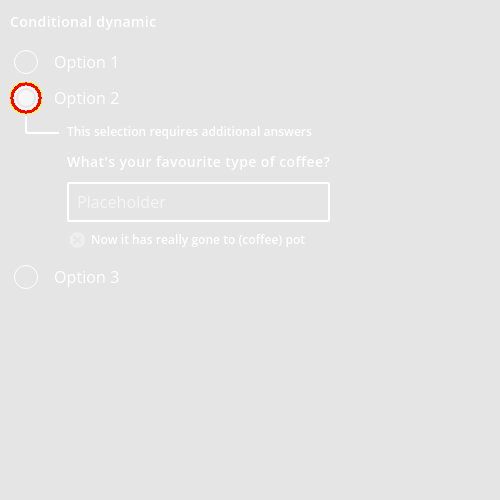 Conditional dynamic
Option 1
Option 2
This selection requires additional answers
What's your favourite type of coffee?
Placeholder
Now it has really gone to (coffee) pot
Option 3